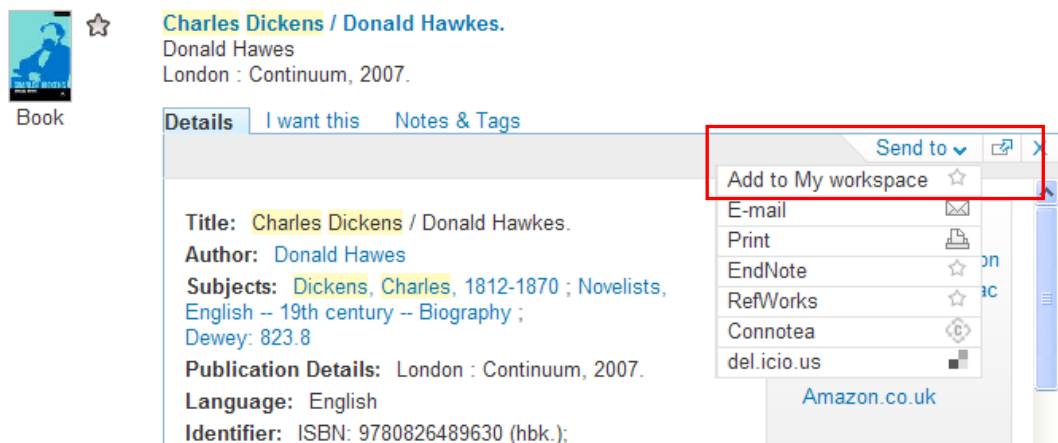 Charles Dickens / Donald Hawkes.
Donald Hawes
London : Continuum, 2007.
Book
Details I want this Notes & Tags
Send to
Add to My workspace
E-mail
Print
EndNote
RefWorks
Connotea
del.icio.us
Title: Charles Dickens / Donald Hawkes.
Author: Donald Hawes
Subjects: Dickens, Charles, 1812-1870 ; Novelists,
English -- 19th century -- Biography ;
Dewey: 823.8
Publication Details: London : Continuum, 2007.
Language: English
Identifier: ISBN: 9780826489630 (hbk.);
on
ac
Amazon.co.uk